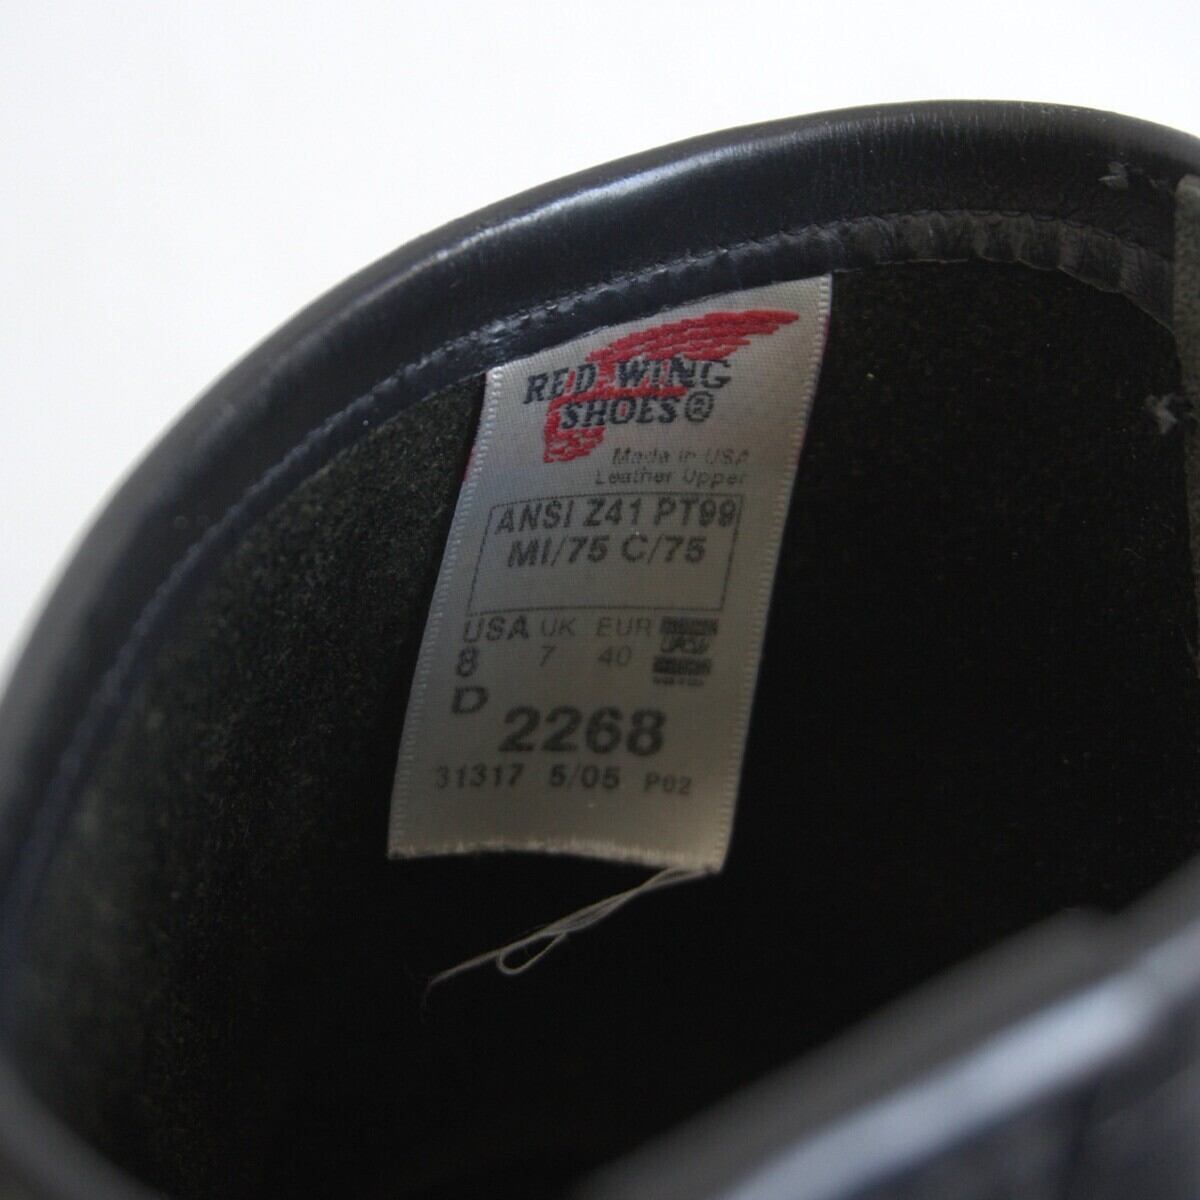 RED WING
SHOES®
Made in USA
Leather Upper
ANSI Z41 PT99
MI/75 C/75
USA UK EUR
8 7 40
D
2268
31317 5/05 P02